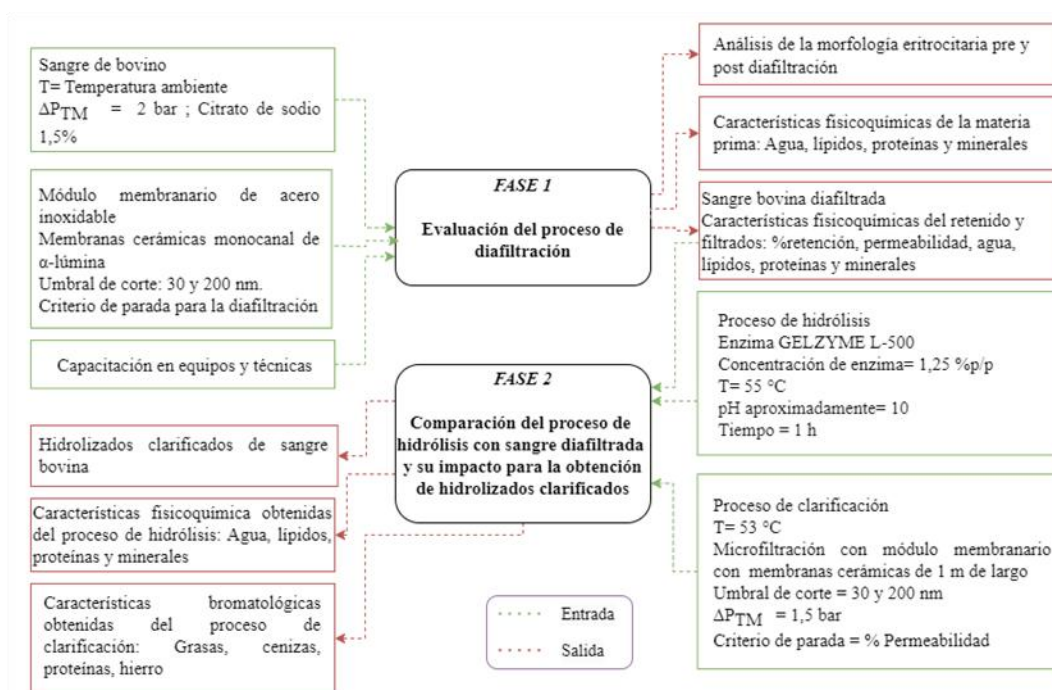 Sangre de bovino
T= Temperatura ambiente
ΔPTM = 2 bar ; Citrato de sodio
1,5%
Módulo membranario de acero
inoxidable
Membranas cerámicas monocanal de
α-lúmina
Umbral de corte: 30 y 200 nm.
Criterio de parada para la diafiltración
Capacitación en equipos y técnicas
FASE 1
Evaluación del proceso de
diafiltración
Análisis de la morfología eritrocitaria pre y
post diafiltración
Características fisicoquímicas de la materia
prima: Agua, lípidos, proteínas y minerales
Sangre bovina diafiltrada
Características fisicoquímicas del retenido y
filtrados: %retención, permeabilidad, agua,
lípidos, proteínas y minerales
Proceso de hidrólisis
Enzima GELZYME L-500
Concentración de enzima= 1,25 %p/p
T= 55 °C
pH aproximadamente= 10
Tiempo = 1 h
FASE 2
Comparación del proceso de
hidrólisis con sangre diafiltrada
y su impacto para la obtención
de hidrolizados clarificados
Hidrolizados clarificados de sangre
bovina
Características fisicoquímica obtenidas
del proceso de hidrólisis: Agua, lípidos,
proteínas y minerales
Características bromatológicas
obtenidas del proceso de
clarificación: Grasas, cenizas,
proteínas, hierro
Proceso de clarificación
T= 53 °C
Microfiltración con módulo membranario
con membranas cerámicas de 1 m de largo
Umbral de corte = 30 y 200 nm
ΔPTM = 1,5 bar
Criterio de parada = % Permeabilidad
Entrada
Salida